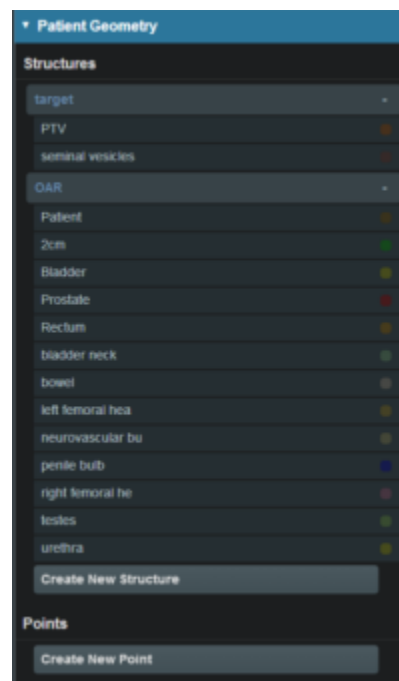 Patient Geometry
Structures
target
PTV
seminal vesicles
OAR
Patient
2cm
Bladder
Prostate
Rectum
bladder neck
bowel
left femoral hea
neurovascular bu
penile bulb
right femoral he
testes
urethra
Create New Structure
Points
Create New Point